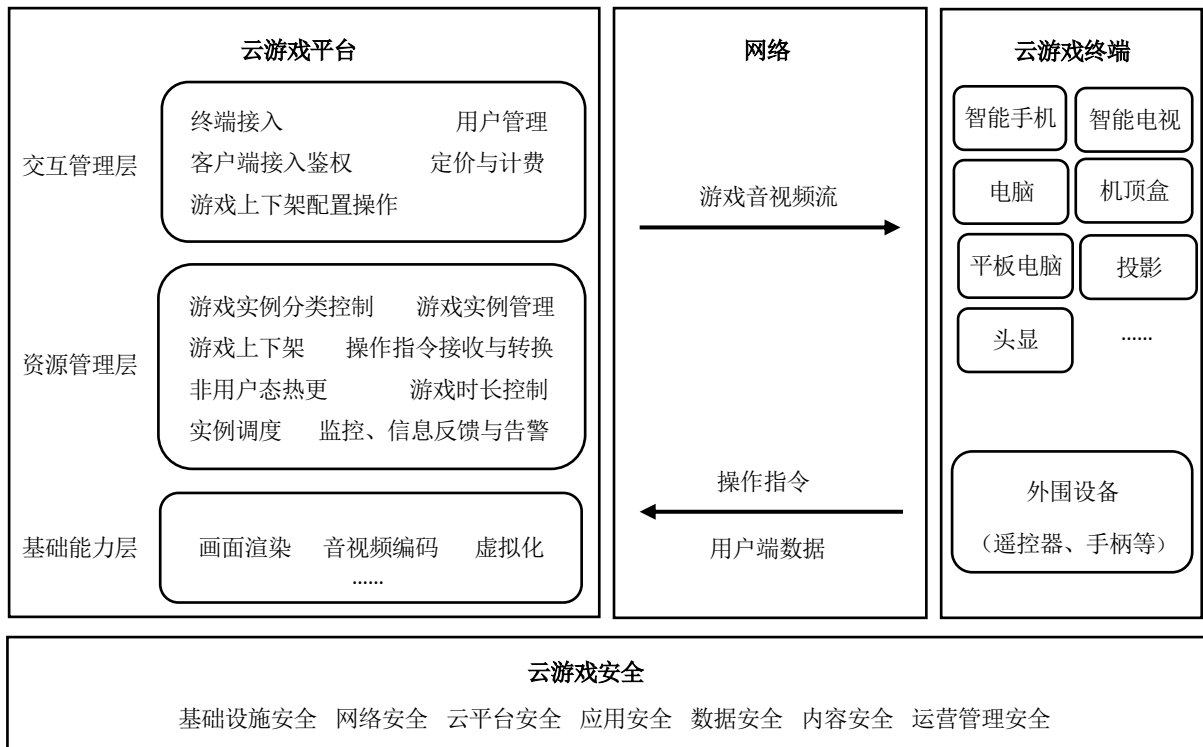 云游戏平台
交互管理层
终端接入 用户管理
客户端接入鉴权 定价与计费
游戏上下架配置操作
资源管理层
游戏实例分类控制 游戏实例管理
游戏上下架 操作指令接收与转换
非用户态热更 游戏时长控制
实例调度 监控、信息反馈与告警
基础能力层
画面渲染 音视频编码 虚拟化
......
网络
游戏音视频流
操作指令
用户端数据
云游戏终端
智能手机 智能电视
电脑 机顶盒
平板电脑 投影
头显 ......
外围设备
（遥控器、手柄等）
云游戏安全
基础设施安全 网络安全 云平台安全 应用安全 数据安全 内容安全 运营管理安全